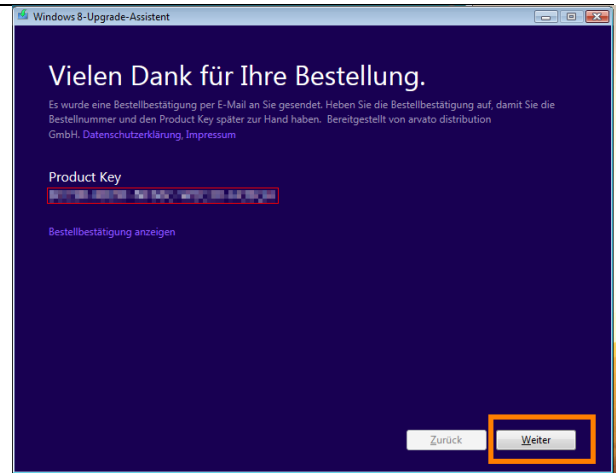 Windows 8-Upgrade-Assistent
Vielen Dank für Ihre Bestellung.
Es wurde eine Bestellbestätigung per E-Mail an Sie gesendet. Heben Sie die Bestellbestätigung auf, damit Sie die
Bestellnummer und den Product Key später zur Hand haben. Bereitgestellt von arvato distribution
GmbH. Datenschutzerklärung, Impressum
Product Key
Bestellbestätigung anzeigen
Zurück
Weiter